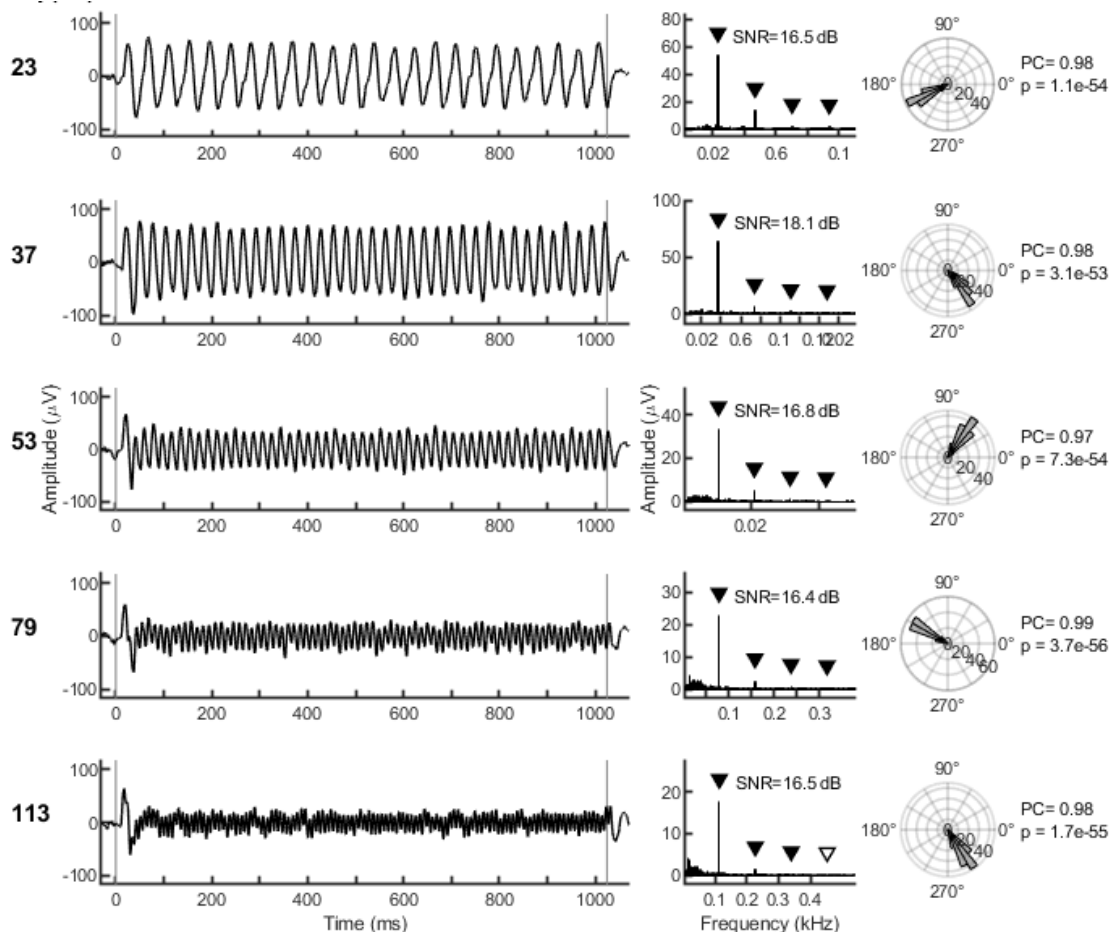 100
0
-100
0 200 400 600 800 1000
23
80
60
40
20
0
SNR=16.5 dB
0.02 0.6 0.1
90°
180°
0°
270°
0
20
40
PC= 0.98
p = 1.1e-54
100
0
-100
0 200 400 600 800 1000
37
100
50
0
SNR=18.1 dB
0.02 0.6 0.1 0.12 0.02
90°
180°
0°
270°
40
PC= 0.98
p = 3.1e-53
100
0
-100
0 200 400 600 800 1000
53
Amplitude (μV)
40
20
0
Amplitude (μV)
SNR=16.8 dB
0.02
90°
180°
0°
270°
0
20
40
PC= 0.97
p = 7.3e-54
100
0
-100
0 200 400 600 800 1000
79
30
20
10
0
SNR=16.4 dB
0.1 0.2 0.3
90°
180°
0°
270°
0
20
40
60
PC= 0.99
p = 3.7e-56
100
0
-100
0 200 400 600 800 1000
113
Time (ms)
20
10
0
SNR=16.5 dB
0.1 0.2 0.3 0.4
Frequency (kHz)
90°
180°
0°
270°
40
PC= 0.98
p = 1.7e-55